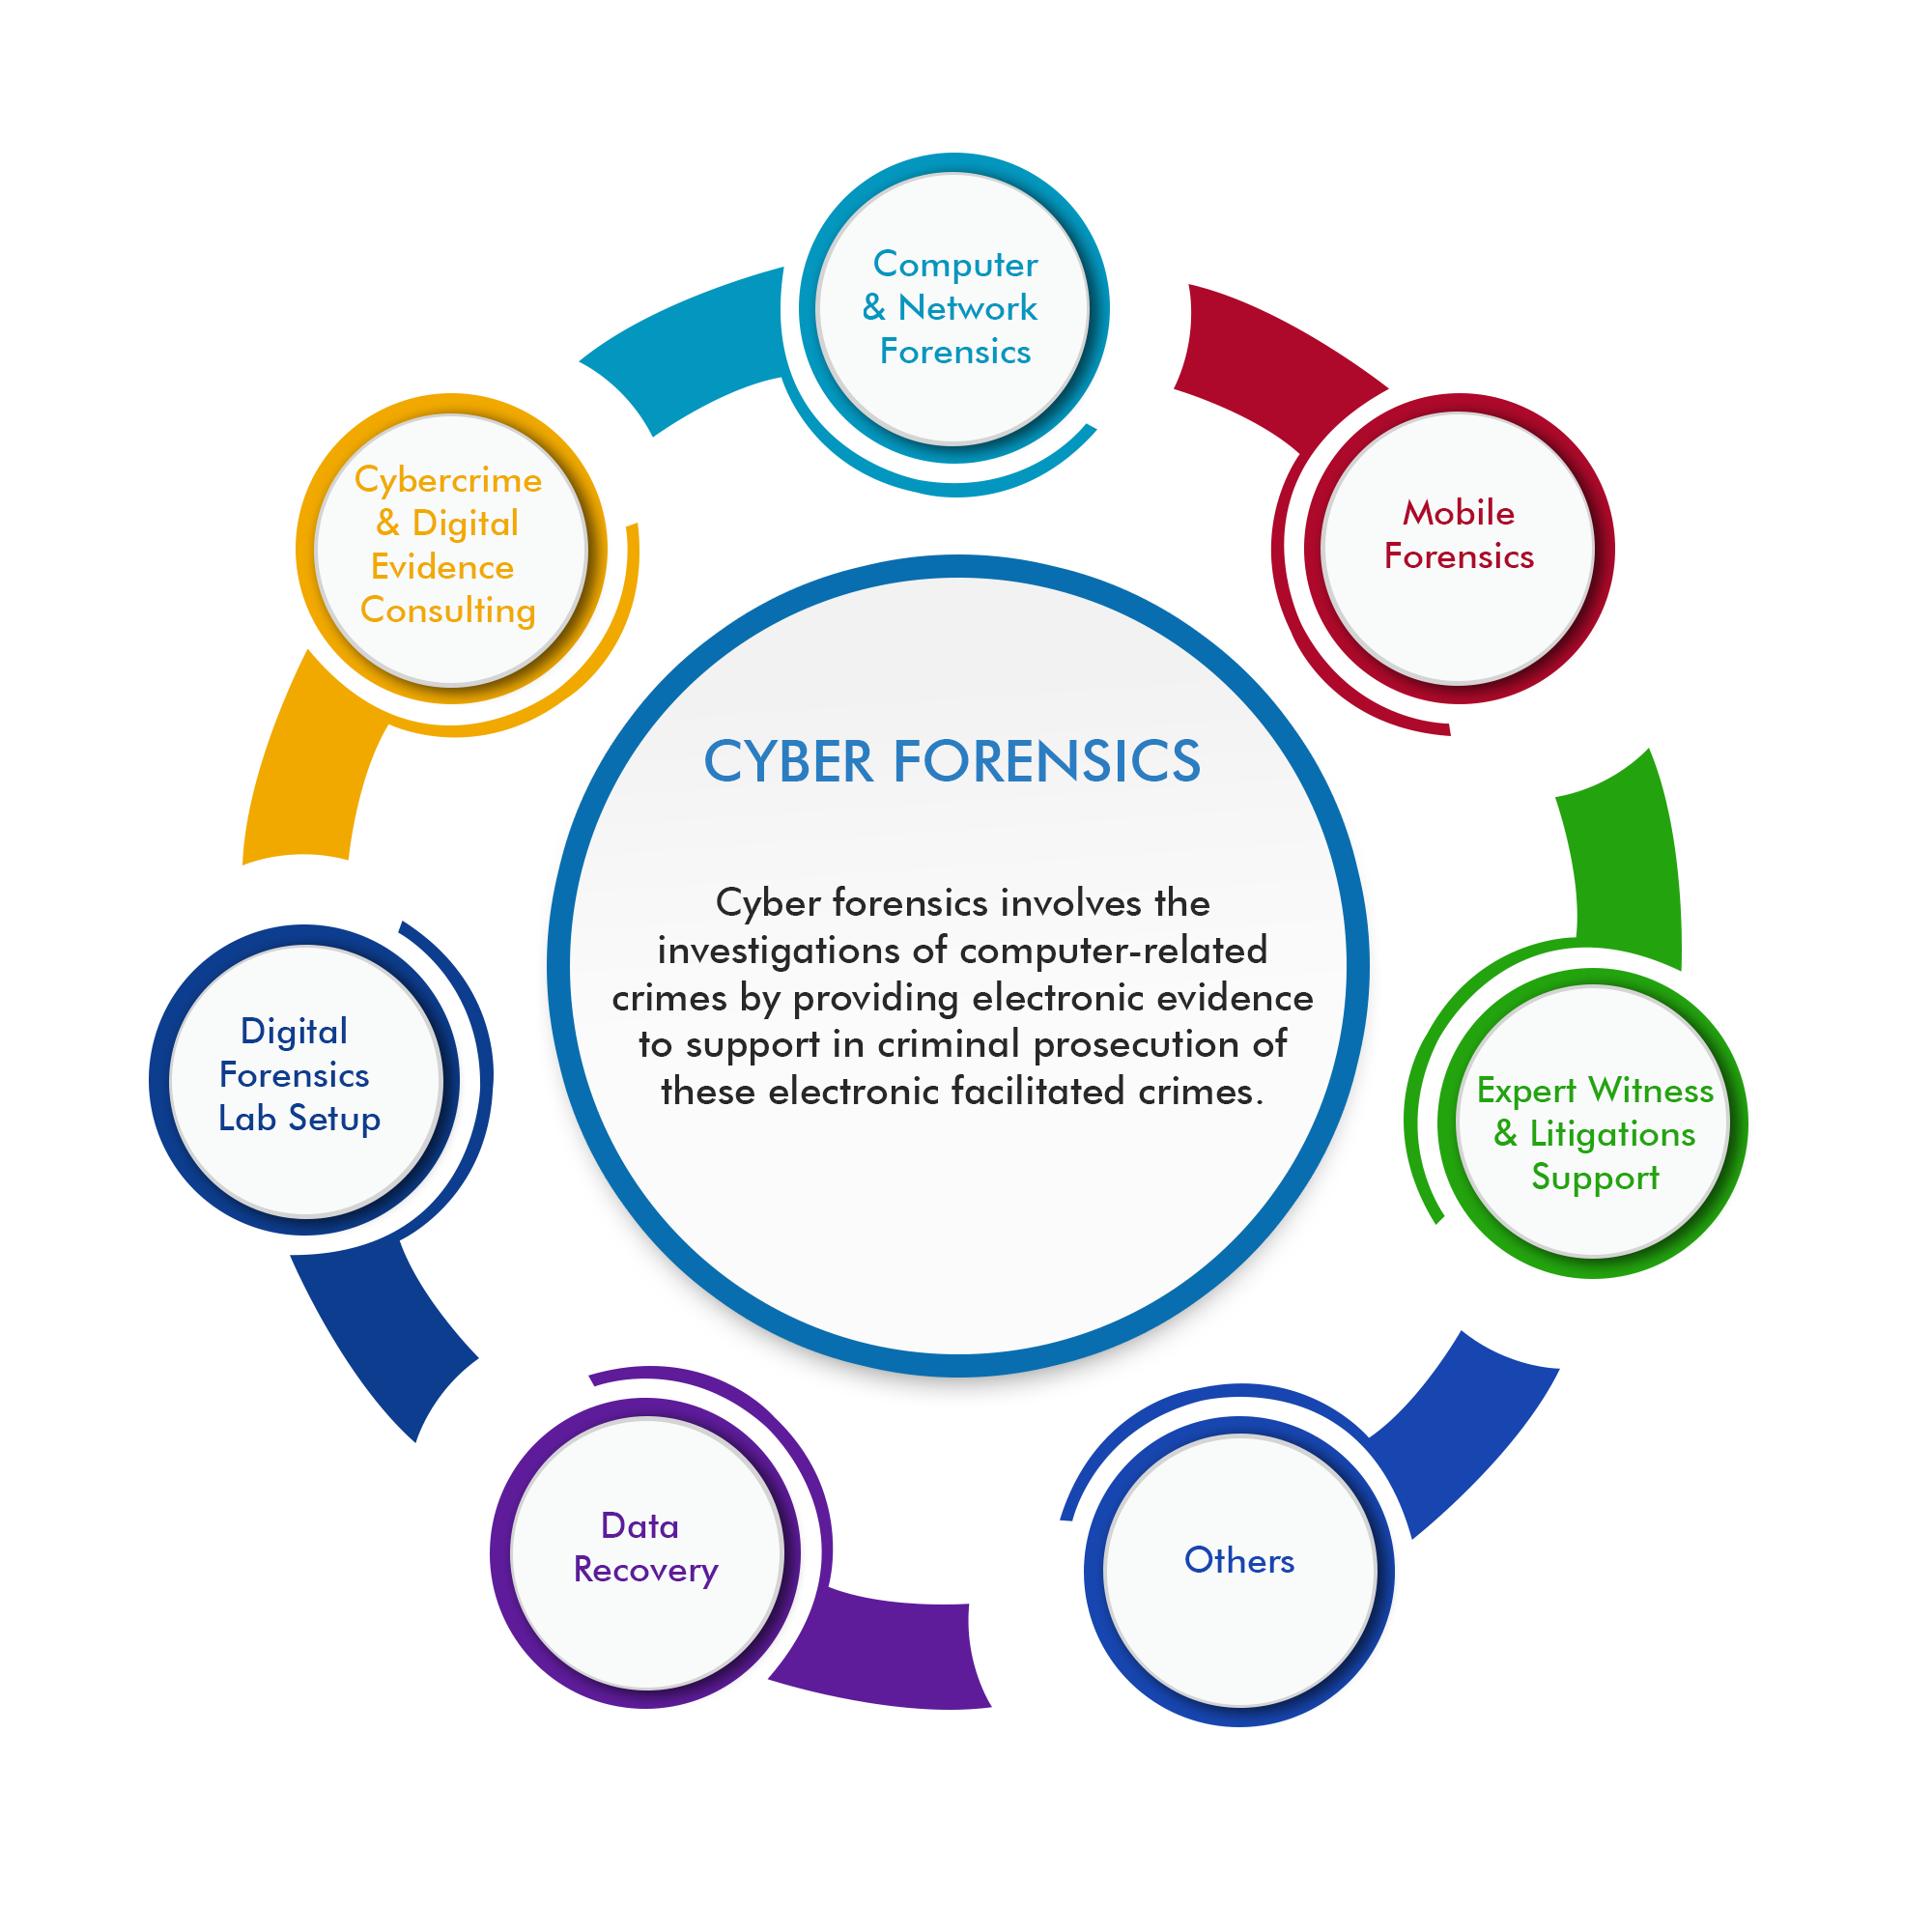 Computer
& Network
Forensics
Mobile
Forensics
Cybercrime
& Digital
Evidence
Consulting
CYBER FORENSICS
Cyber forensics involves the
investigations of computer-related
crimes by providing electronic evidence
to support in criminal prosecution of
these electronic facilitated crimes.
Digital
Forensics
Lab Setup
Expert Witness
& Litigations
Support
Data
Recovery
Others